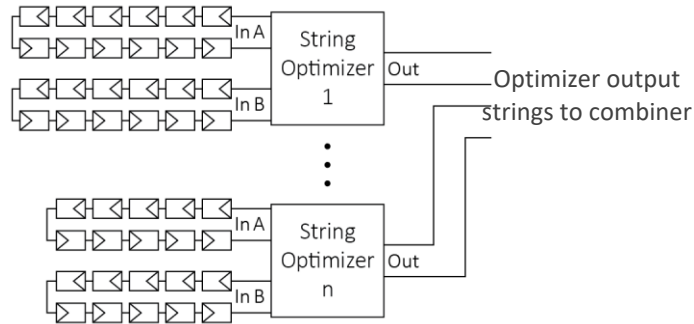 In A
String
Optimizer
1
Out
In B
Optimizer output
strings to combiner
In A
String
Optimizer
n
Out
In B